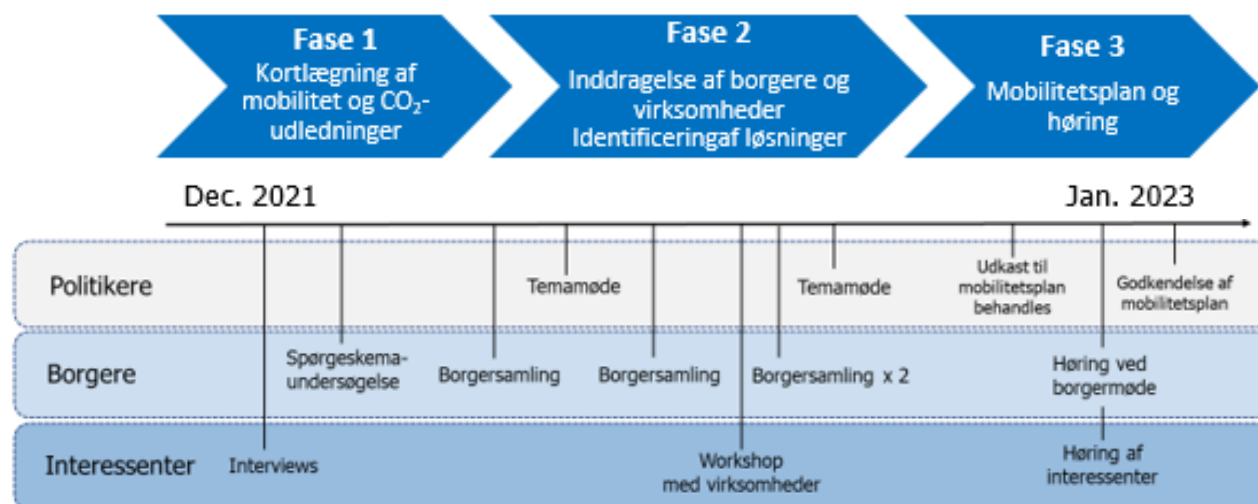 Fase 1
Kortlægning af
mobilitet og CO₂-
udledninger
Fase 2
Inddragelse af borgere og
virksomheder
Identificeringaf løsninger
Fase 3
Mobilitetsplan og
høring
Dec. 2021
Jan. 2023
Politikere
Temamøde
Temamøde
Udkast til
mobilitetsplan
behandles
Godkendelse af
mobilitetsplan
Borgere
Spørgeskema-
undersøgelse
Borgersamling
Borgersamling
Borgersamling x 2
Høring ved
borgermøde
Interessenter
Interviews
Workshop
med virksomheder
Høring af
interessenter